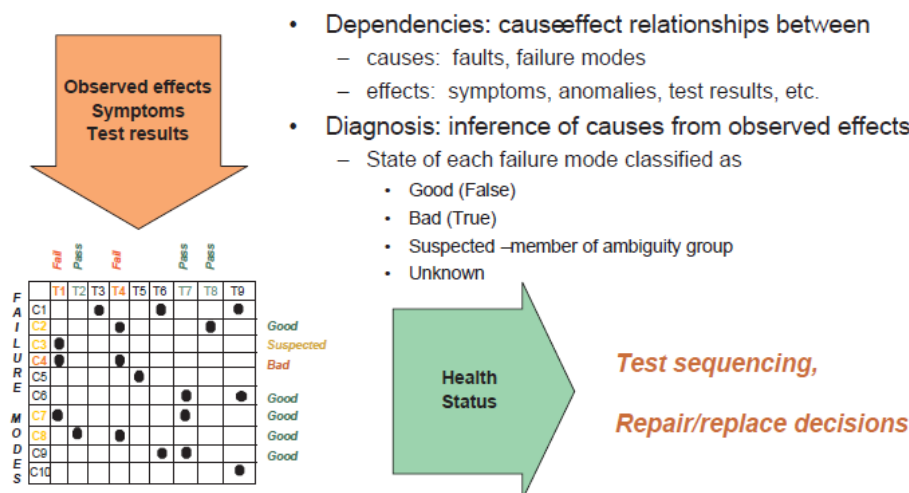 Observed effects
Symptoms
Test results
• Dependencies: causeeffect relationships between
– causes: faults, failure modes
– effects: symptoms, anomalies, test results, etc.
• Diagnosis: inference of causes from observed effects
– State of each failure mode classified as
• Good (False)
• Bad (True)
• Suspected –member of ambiguity group
• Unknown
Fail Pass Fail Pass Pass
T1 T2 T3 T4 T5 T6 T7 T8 T9
FAILURE MODES
C1
C2 Good
C3 Suspected
C4 Bad
C5
C6 Good
C7 Good
C8 Good
C9 Good
C10
Health
Status
Test sequencing,
Repair/replace decisions